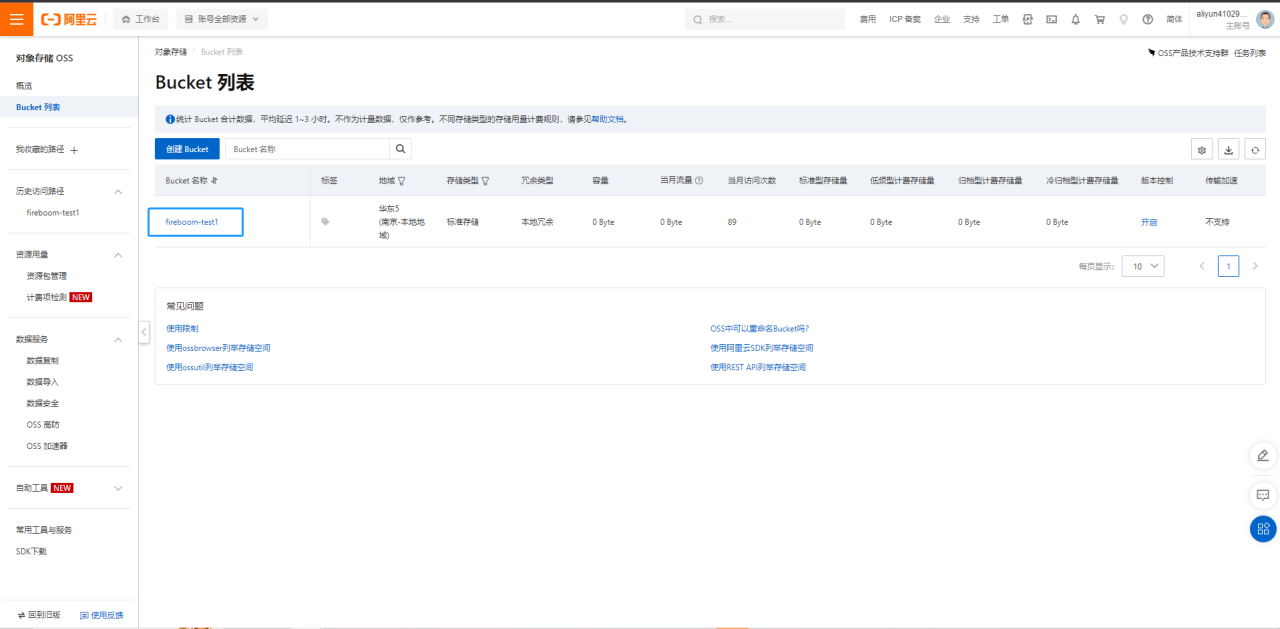 阿里云
工作台
账号全部资源
搜索...
费用 ICP 备案 企业 支持 工单 简体
aliyun41029...
主账号
对象存储 OSS
概览
Bucket 列表
我收藏的路径
历史访问路径
fireboom-test1
资源用量
资源包管理
计费项检测 NEW
数据服务
数据复制
数据导入
数据安全
OSS 高防
OSS 加速器
自助工具 NEW
常用工具与服务
SDK下载
回到旧版 使用反馈
对象存储 / Bucket 列表
OSS产品技术支持群 任务列表
Bucket 列表
统计 Bucket 合计数据，平均延迟 1~3 小时。不作为计量数据，仅作参考。不同存储类型的存储用量计费规则，请参见帮助文档。
创建 Bucket
Bucket 名称
Bucket 名称 标签 地域 存储类型 冗余类型 容量 当月流量 当月访问次数 标准型存储量 低频型计费存储量 归档型计费存储量 冷归档型计费存储量 版本控制 传输加速
fireboom-test1 华东5 (南京-本地地域) 标准存储 本地冗余 0 Byte 0 Byte 89 0 Byte 0 Byte 0 Byte 0 Byte 开启 不支持
每页显示: 10 1
常见问题
使用限制
OSS中可以重命名Bucket吗?
使用ossbrowser列举存储空间
使用阿里云SDK列举存储空间
使用ossutil列举存储空间
使用REST API列举存储空间